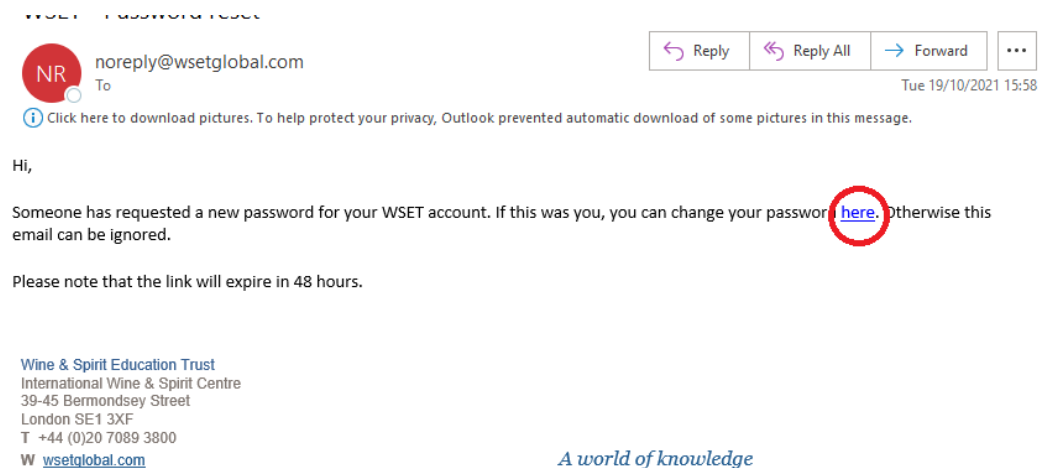 WSET - Password reset
NR
noreply@wsetglobal.com
To
Reply
Reply All
Forward
Tue 19/10/2021 15:58
Click here to download pictures. To help protect your privacy, Outlook prevented automatic download of some pictures in this message.
Hi,
Someone has requested a new password for your WSET account. If this was you, you can change your password here. Otherwise this
email can be ignored.
Please note that the link will expire in 48 hours.
Wine & Spirit Education Trust
International Wine & Spirit Centre
39-45 Bermondsey Street
London SE1 3XF
T +44 (0)20 7089 3800
W wsetglobal.com
A world of knowledge